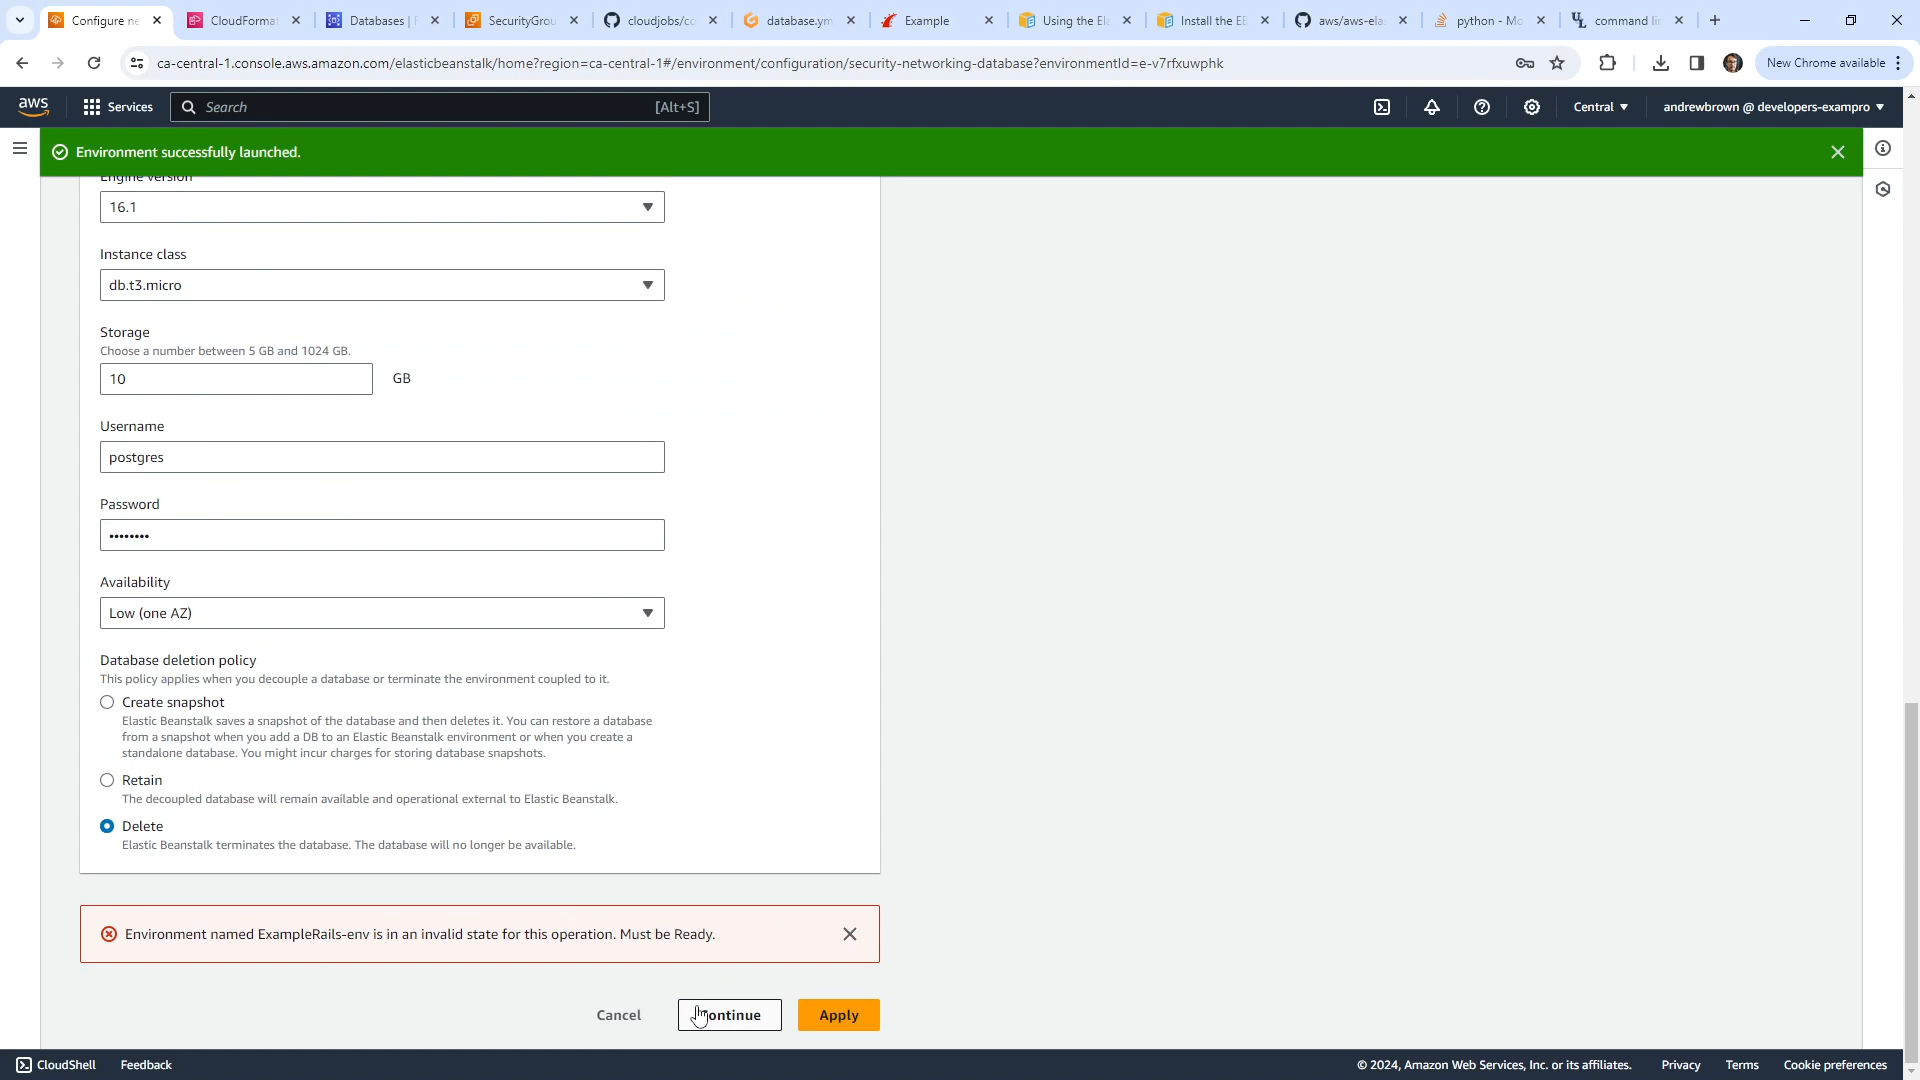 Configure ne
CloudFormat
Databases | R
SecurityGrou
cloudjobs/co
database.ym
Example
Using the Ela
Install the EB
aws/aws-elas
python - Mo
command lin
ca-central-1.console.aws.amazon.com/elasticbeanstalk/home?region=ca-central-1#/environment/configuration/security-networking-database?environmentId=e-v7rfxuwphk
New Chrome available
aws
Services
Search
[Alt+S]
Central
andrewbrown @ developers-exampro
Environment successfully launched.
Engine version
16.1
Instance class
db.t3.micro
Storage
Choose a number between 5 GB and 1024 GB.
10
GB
Username
postgres
Password
••••••••
Availability
Low (one AZ)
Database deletion policy
This policy applies when you decouple a database or terminate the environment coupled to it.
Create snapshot
Elastic Beanstalk saves a snapshot of the database and then deletes it. You can restore a database
from a snapshot when you add a DB to an Elastic Beanstalk environment or when you create a
standalone database. You might incur charges for storing database snapshots.
Retain
The decoupled database will remain available and operational external to Elastic Beanstalk.
Delete
Elastic Beanstalk terminates the database. The database will no longer be available.
Environment named ExampleRails-env is in an invalid state for this operation. Must be Ready.
Cancel
Continue
Apply
CloudShell
Feedback
© 2024, Amazon Web Services, Inc. or its affiliates.
Privacy
Terms
Cookie preferences